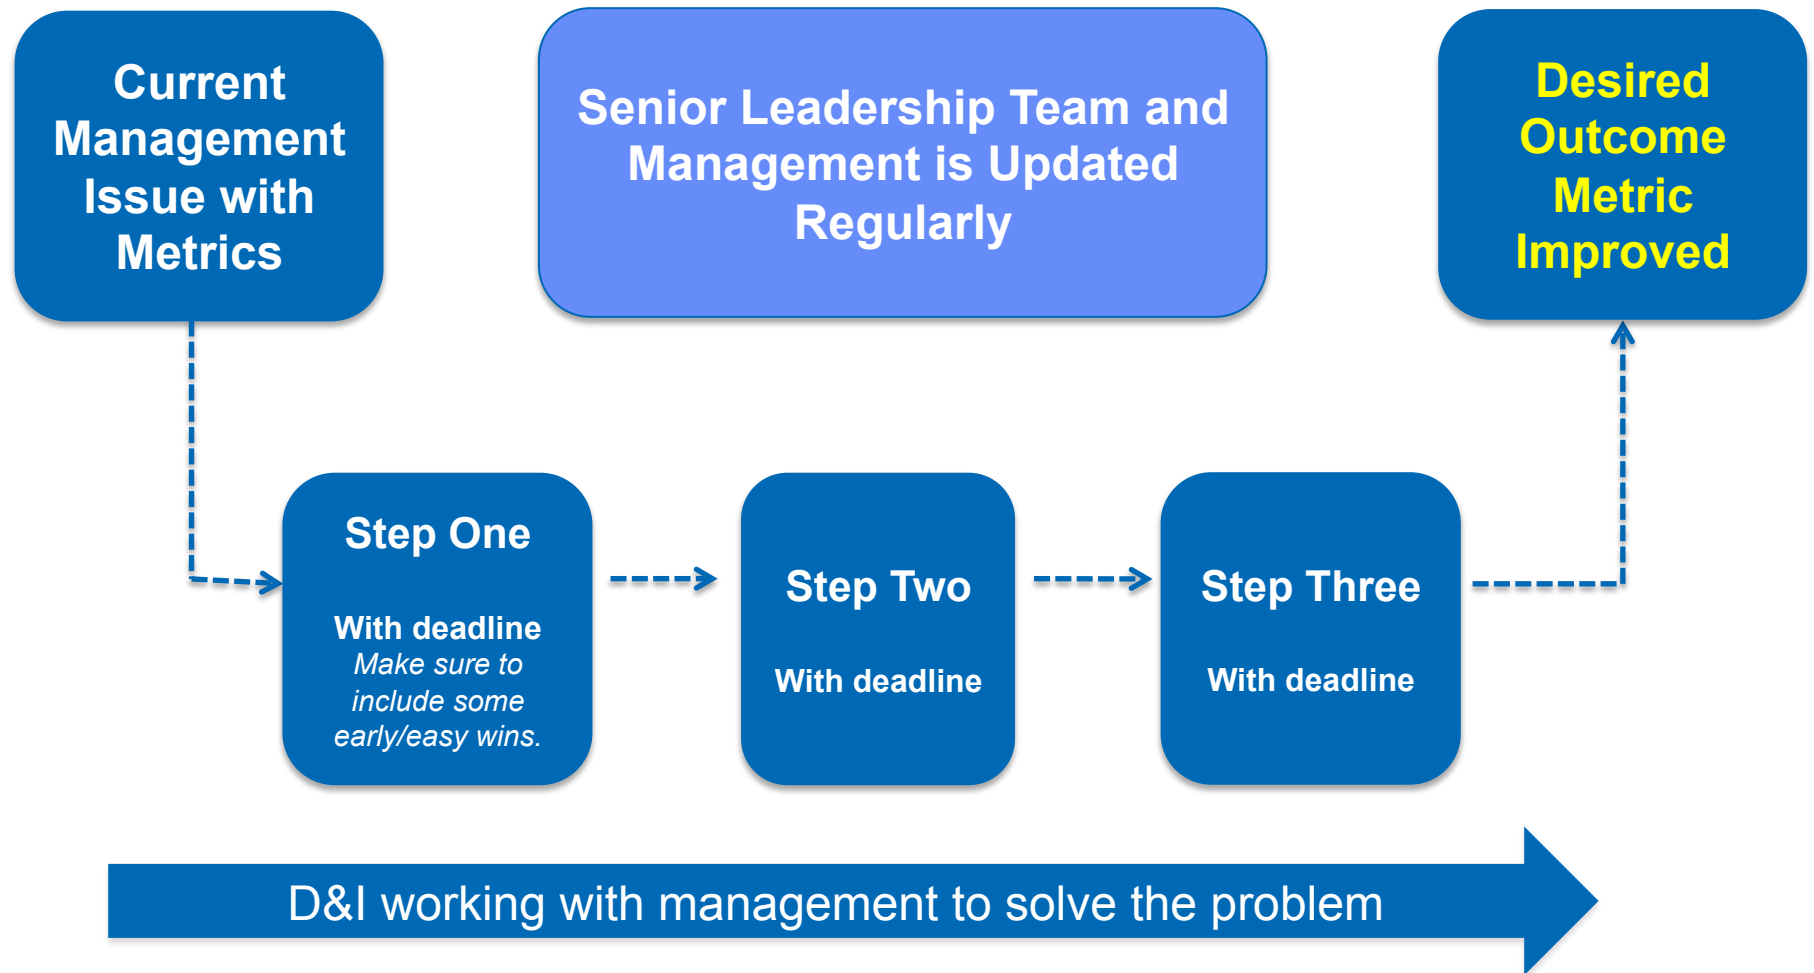 Current
Management
Issue with
Metrics
Senior Leadership Team and
Management is Updated
Regularly
Desired
Outcome
Metric
Improved
Step One
With deadline
Make sure to
include some
early/easy wins.
Step Two
With deadline
Step Three
With deadline
D&I working with management to solve the problem